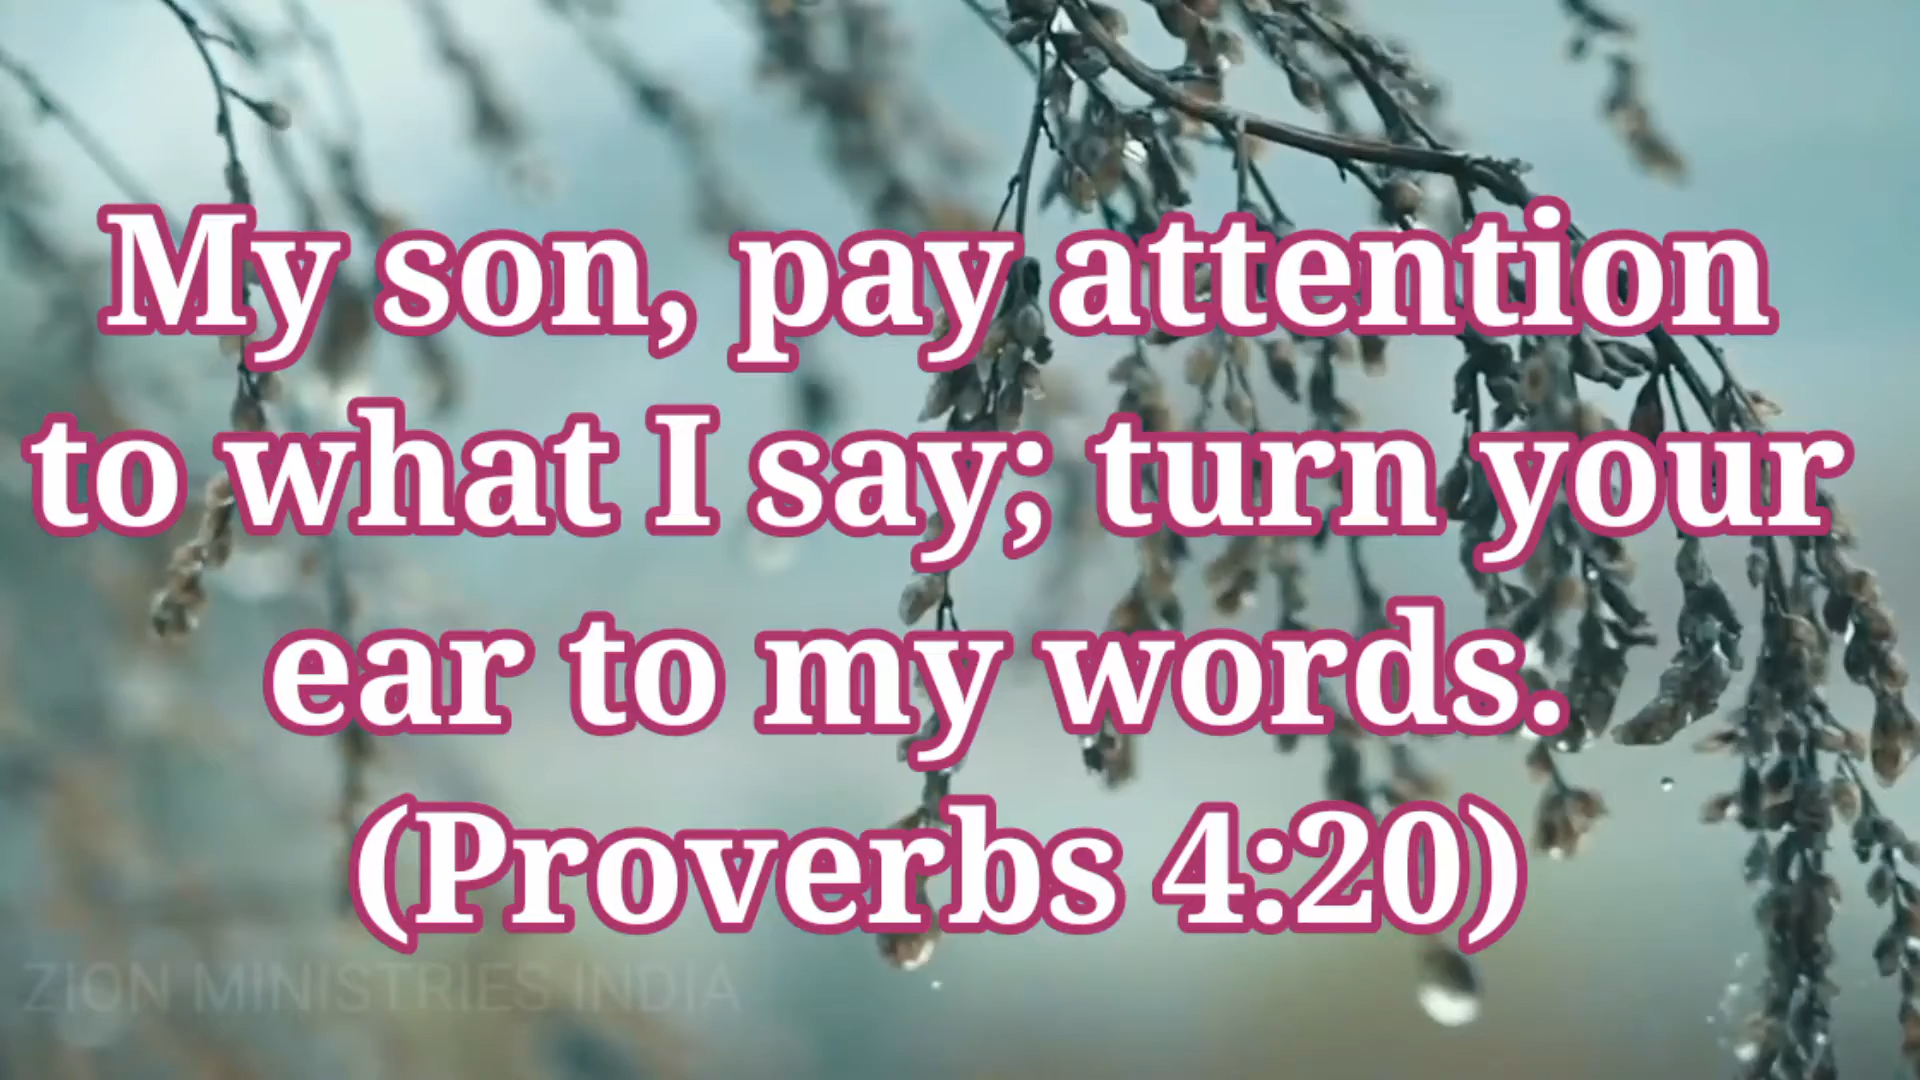 My son, pay attention
to what I say; turn your
ear to my words.
(Proverbs 4:20)
ZION MINISTRIES INDIA